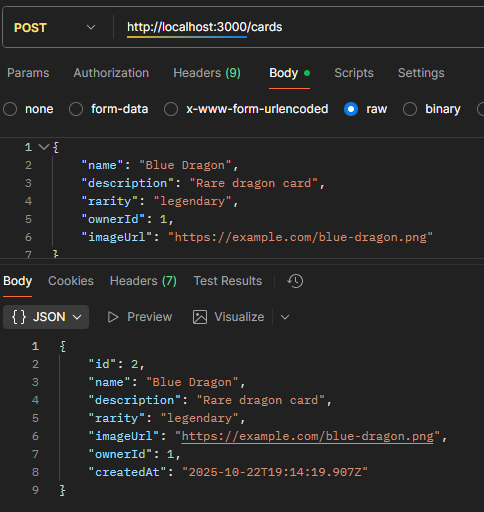 POST http://localhost:3000/cards
Params Authorization Headers (9) Body Scripts Settings
none form-data x-www-form-urlencoded raw binary
1 {
2 "name": "Blue Dragon",
3 "description": "Rare dragon card",
4 "rarity": "legendary",
5 "ownerId": 1,
6 "imageUrl": "https://example.com/blue-dragon.png"
7 }
Body Cookies Headers (7) Test Results
{} JSON Preview Visualize
1 {
2 "id": 2,
3 "name": "Blue Dragon",
4 "description": "Rare dragon card",
5 "rarity": "legendary",
6 "imageUrl": "https://example.com/blue-dragon.png",
7 "ownerId": 1,
8 "createdAt": "2025-10-22T19:14:19.907Z"
9 }